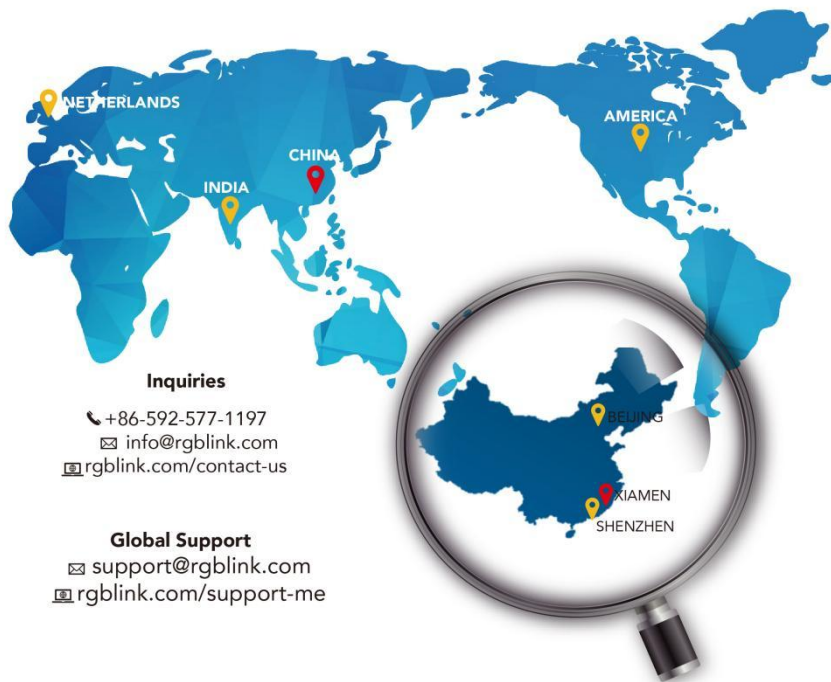 NETHERLANDS
AMERICA
CHINA
INDIA
Inquiries
+86-592-577-1197
info@rgblink.com
rgblink.com/contact-us
Global Support
support@rgblink.com
rgblink.com/support-me
BEIJING
XIAMEN
SHENZHEN